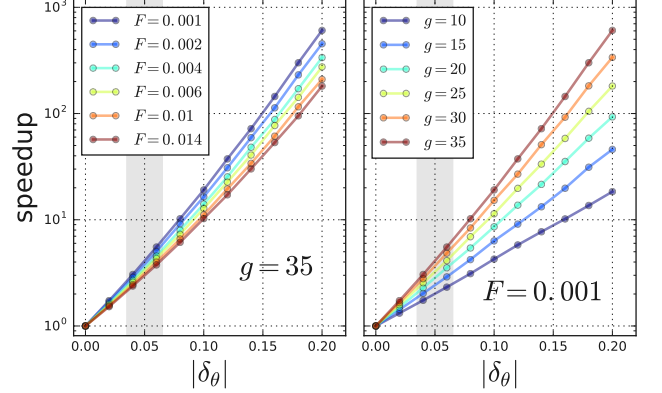 speedup
10³
10²
10¹
10⁰
F = 0.001
F = 0.002
F = 0.004
F = 0.006
F = 0.01
F = 0.014
g = 35
0.00 0.05 0.10 0.15 0.20
|δ_θ|
g = 10
g = 15
g = 20
g = 25
g = 30
g = 35
F = 0.001
0.00 0.05 0.10 0.15 0.20
|δ_θ|